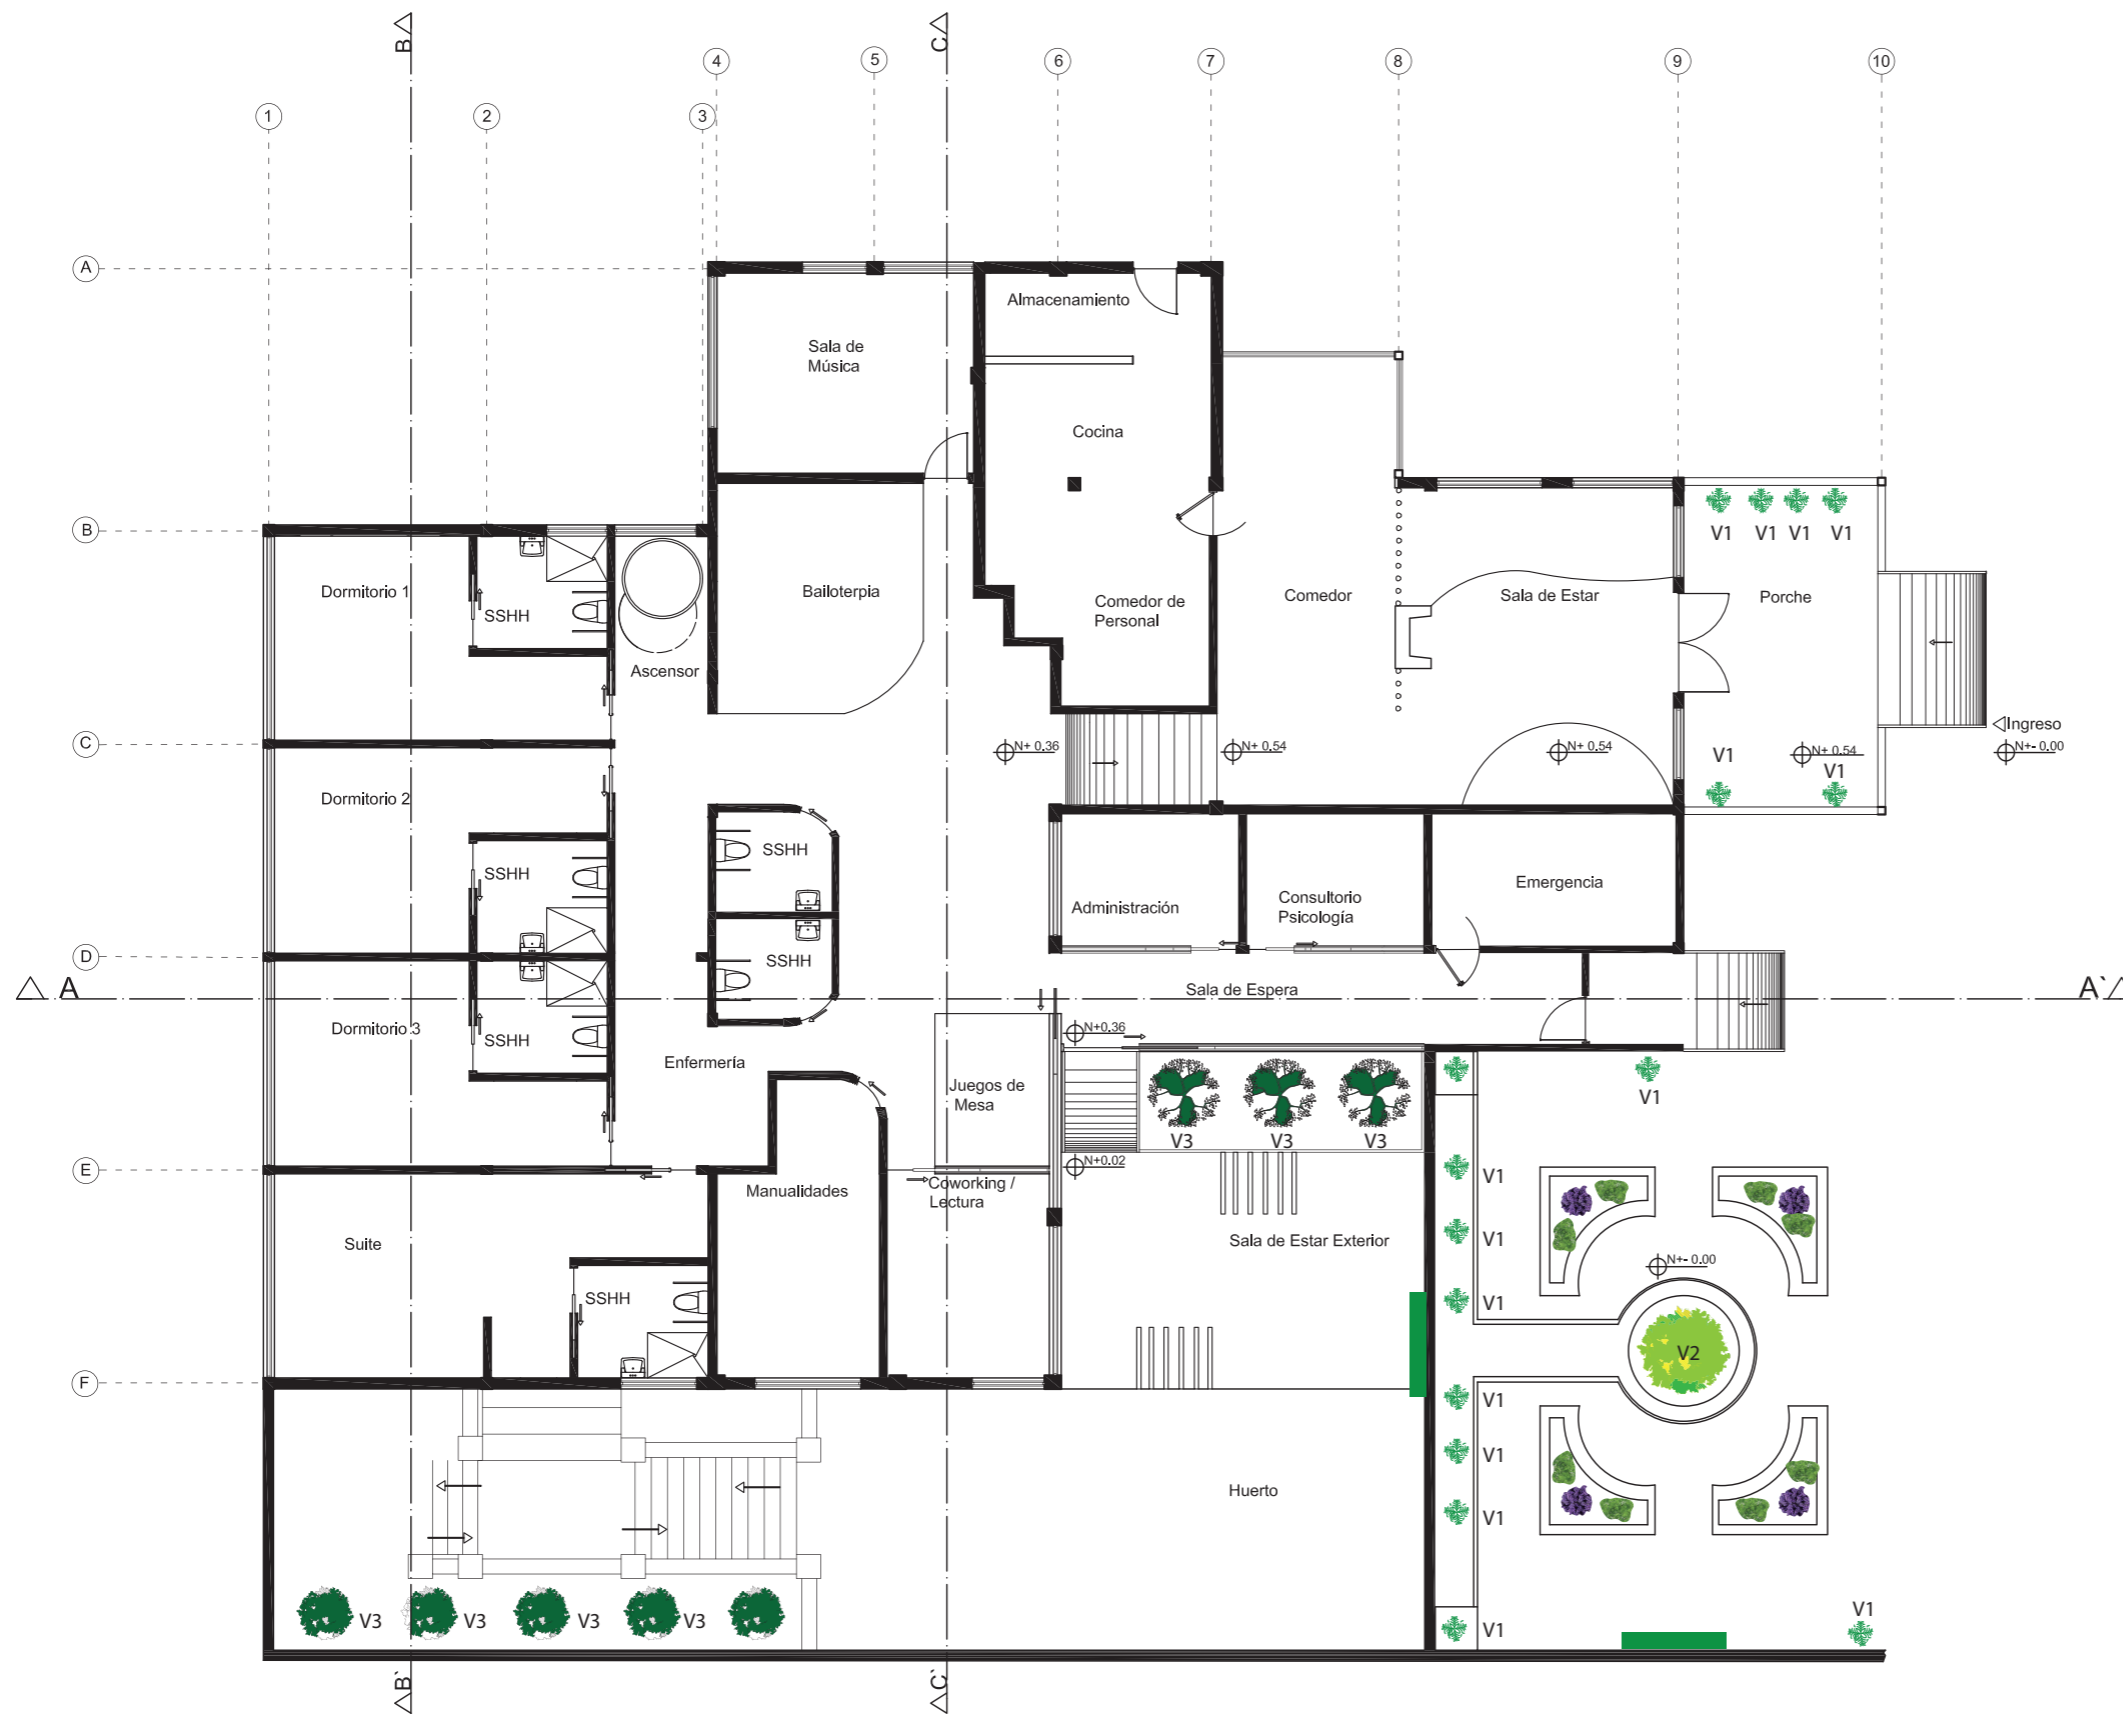 B
C
4
5
6
7
8
9
10
1
2
3
A
Almacenamiento
Sala de
Música
Cocina
B
V1
V1
V1
V1
Dormitorio 1
SSHH
Bailoterpia
Comedor de
Personal
Comedor
Sala de Estar
Porche
Ascensor
Ingreso
C
N+ 0.36
N+ 0.54
N+ 0.54
V1
N+ 0.54
N+- 0.00
V1
Dormitorio 2
SSHH
SSHH
Administración
Consultorio
Psicología
Emergencia
D
SSHH
A
Sala de Espera
A`
Dormitorio 3
SSHH
N+0.36
Enfermería
Juegos de
Mesa
V1
V3
V3
V3
E
N+0.02
V1
Manualidades
Coworking /
Lectura
Suite
Sala de Estar Exterior
V1
N+- 0.00
SSHH
V1
V2
F
V1
V1
Huerto
V1
V3
V3
V3
V3
V1
V1
B`
C`